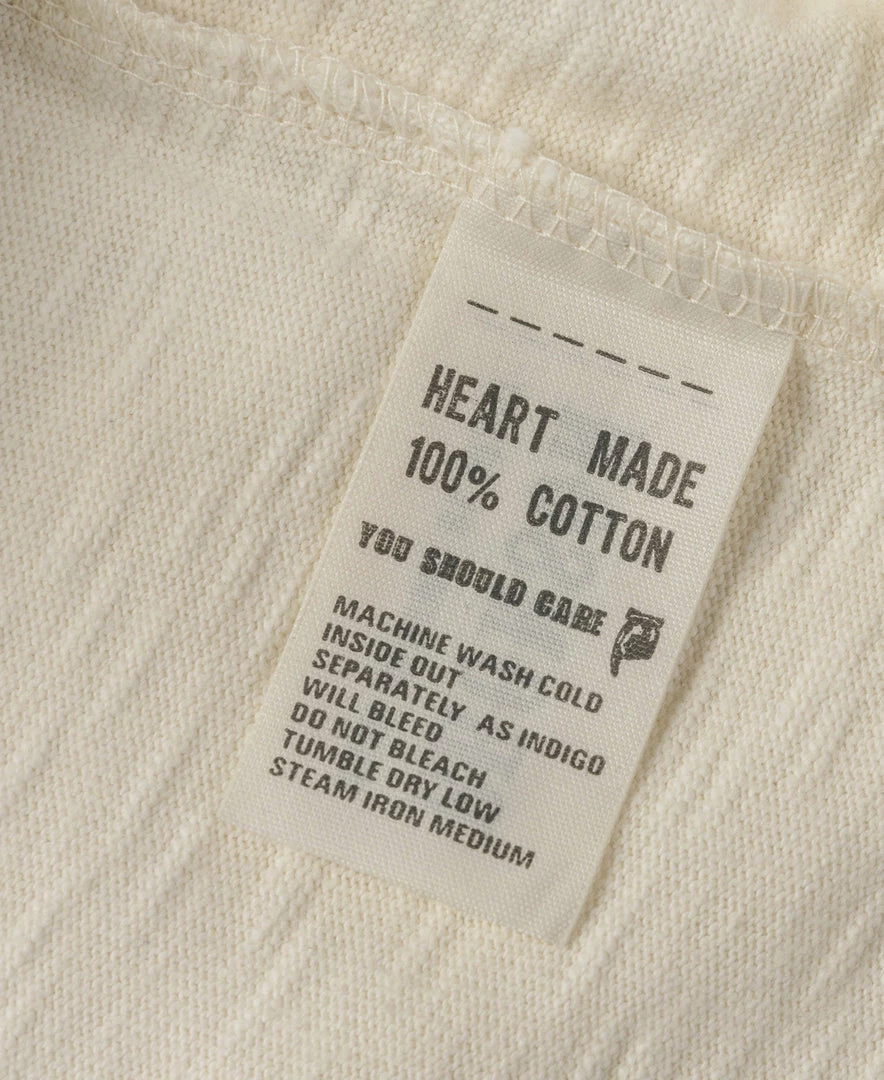 HEART MADE
100% COTTON
YOU SHOULD CARE
MACHINE WASH COLD
INSIDE OUT
SEPARATELY AS INDIGO
WILL BLEED
DO NOT BLEACH
TUMBLE DRY LOW
STEAM IRON MEDIUM